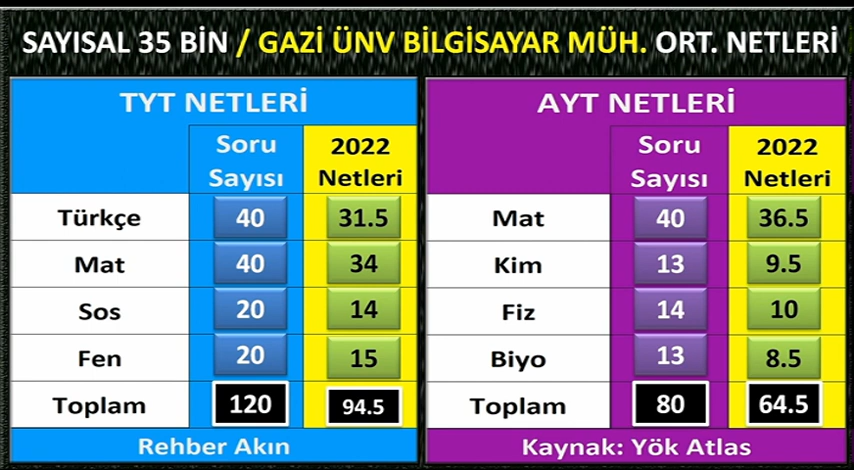 SAYISAL 35 BİN / GAZİ ÜNV BİLGİSAYAR MÜH. ORT. NETLERİ
TYT NETLERİ
Soru Sayısı 2022 Netleri
Türkçe 40 31.5
Mat 40 34
Sos 20 14
Fen 20 15
Toplam 120 94.5
Rehber Akın
AYT NETLERİ
Soru Sayısı 2022 Netleri
Mat 40 36.5
Kim 13 9.5
Fiz 14 10
Biyo 13 8.5
Toplam 80 64.5
Kaynak: Yök Atlas